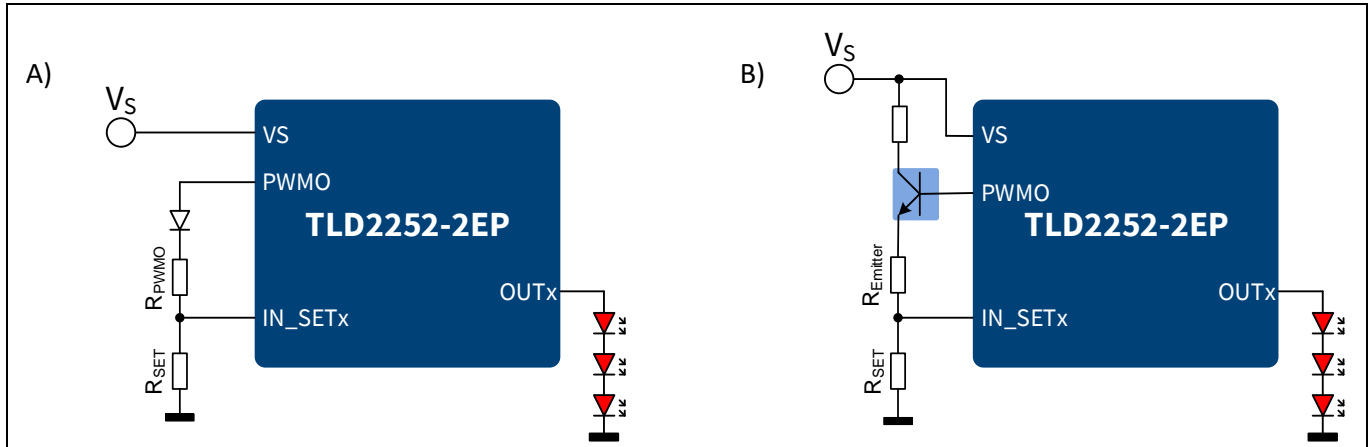 A)
VS
VS
PWMO
TLD2252-2EP
RPWMO
OUTx
IN_SETx
RSET
B)
VS
VS
PWMO
TLD2252-2EP
REmitter
OUTx
IN_SETx
RSET